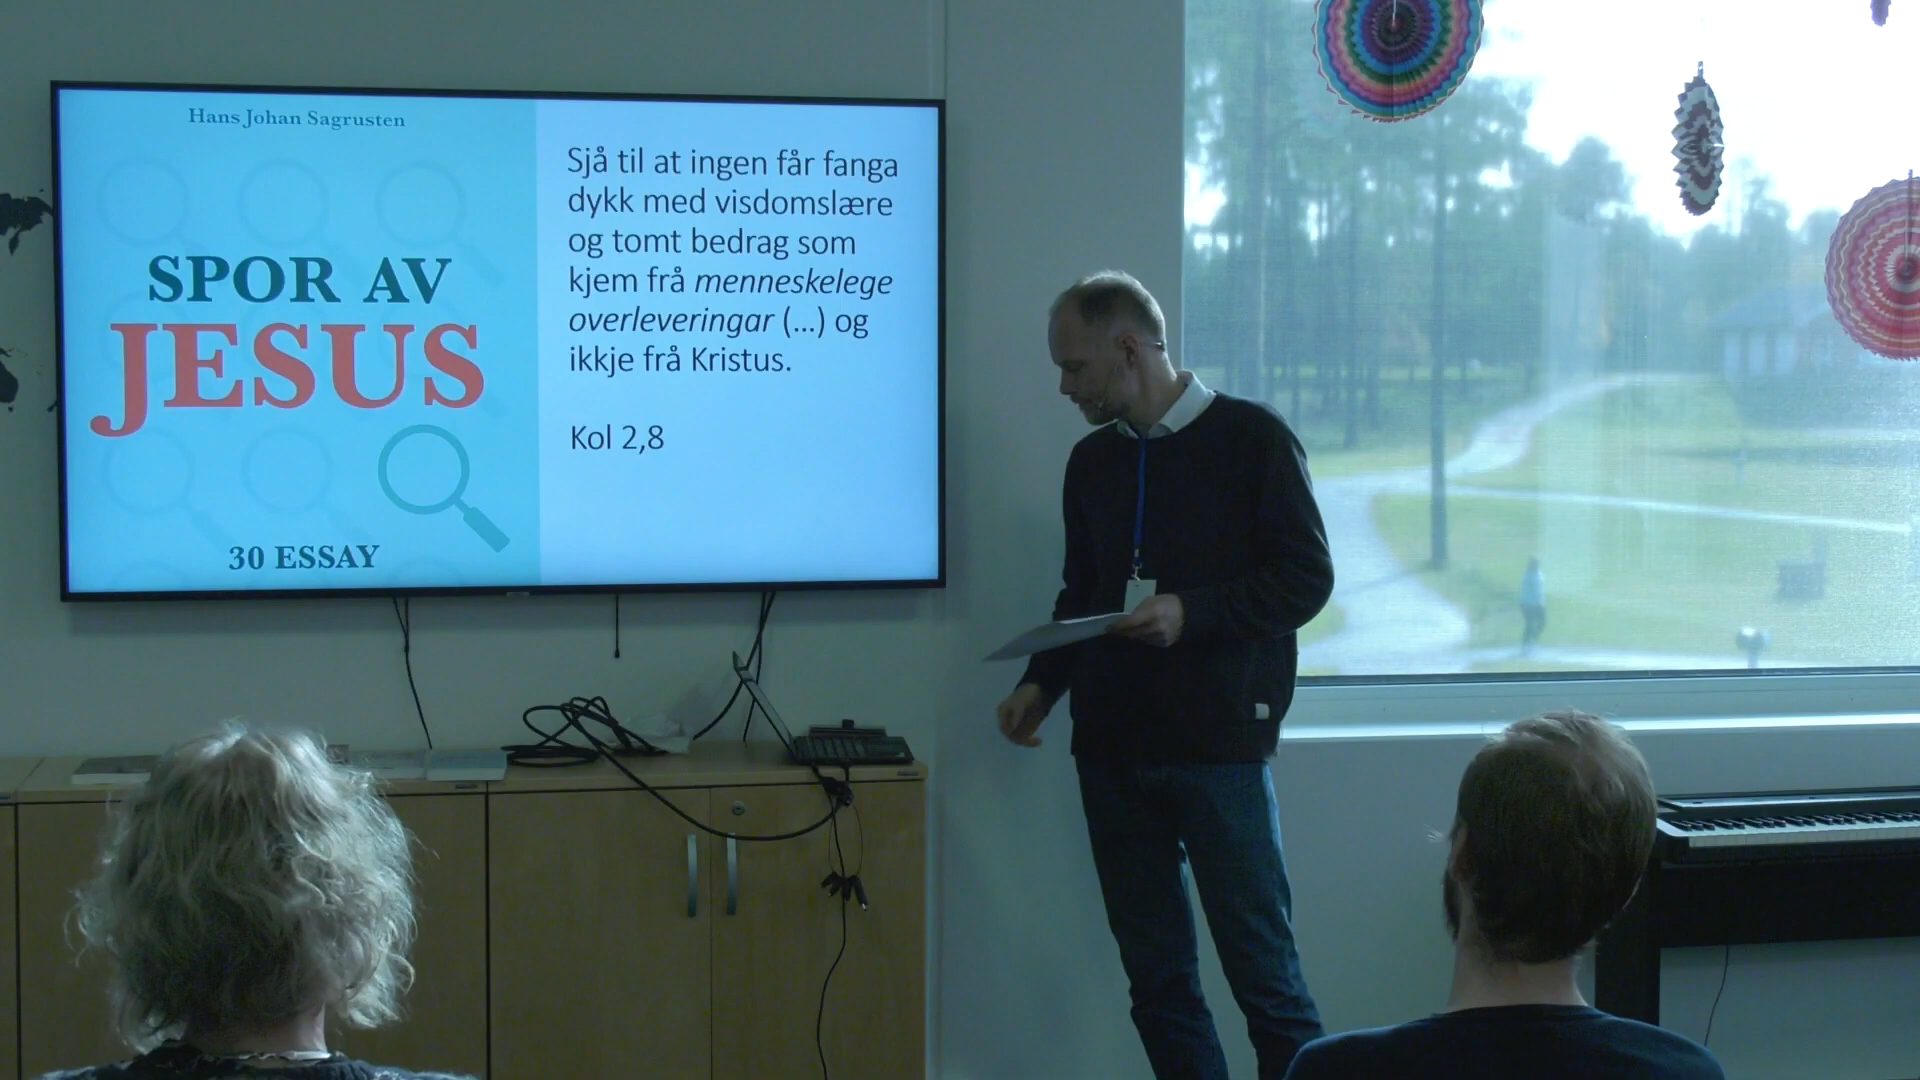 Hans Johan Sagrusten
SPOR AV
JESUS
30 ESSAY
Sjå til at ingen får fanga
dykk med visdomslære
og tomt bedrag som
kjem frå menneskelege
overleveringar (...) og
ikkje frå Kristus.
Kol 2,8